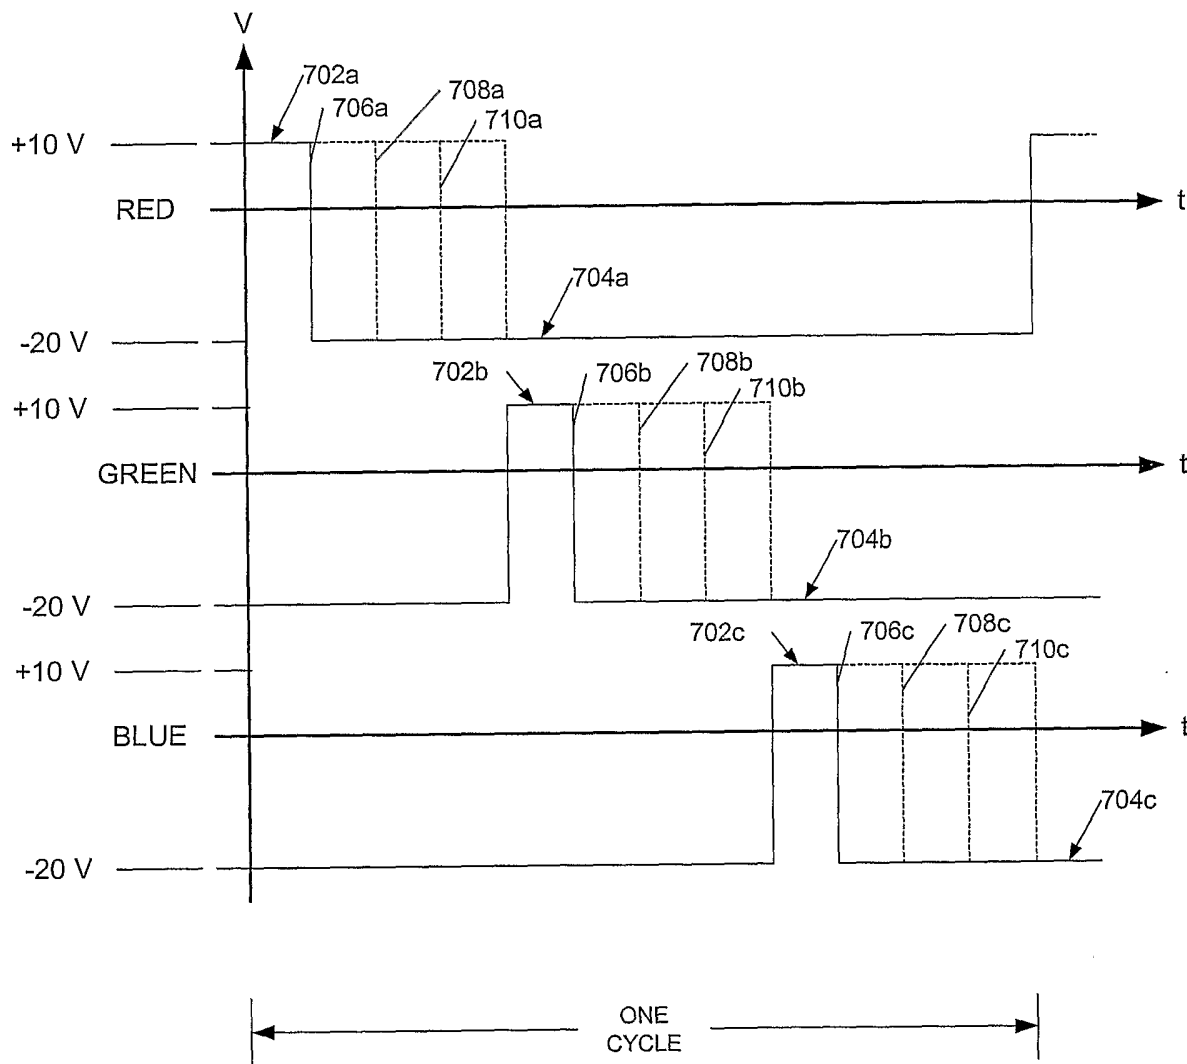 V
702a
706a
708a
710a
+10 V
RED
t
704a
-20 V
702b
706b
708b
710b
+10 V
GREEN
t
704b
-20 V
702c
706c
708c
710c
+10 V
BLUE
t
704c
-20 V
ONE
CYCLE